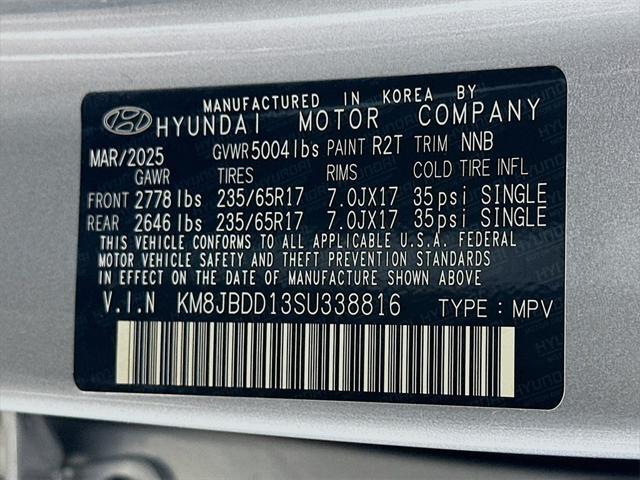 MANUFACTURED IN KOREA BY
HYUNDAI MOTOR COMPANY
MAR/2025 GVWR 5004lbs PAINT R2T TRIM NNB
GAWR TIRES RIMS COLD TIRE INFL
FRONT 2778 lbs 235/65R17 7.0JX17 35psi SINGLE
REAR 2646 lbs 235/65R17 7.0JX17 35psi SINGLE
THIS VEHICLE CONFORMS TO ALL APPLICABLE U.S.A. FEDERAL
MOTOR VEHICLE SAFETY AND THEFT PREVENTION STANDARDS
IN EFFECT ON THE DATE OF MANUFACTURE SHOWN ABOVE.
V.I.N KM8JBDD13SU338816 TYPE : MPV